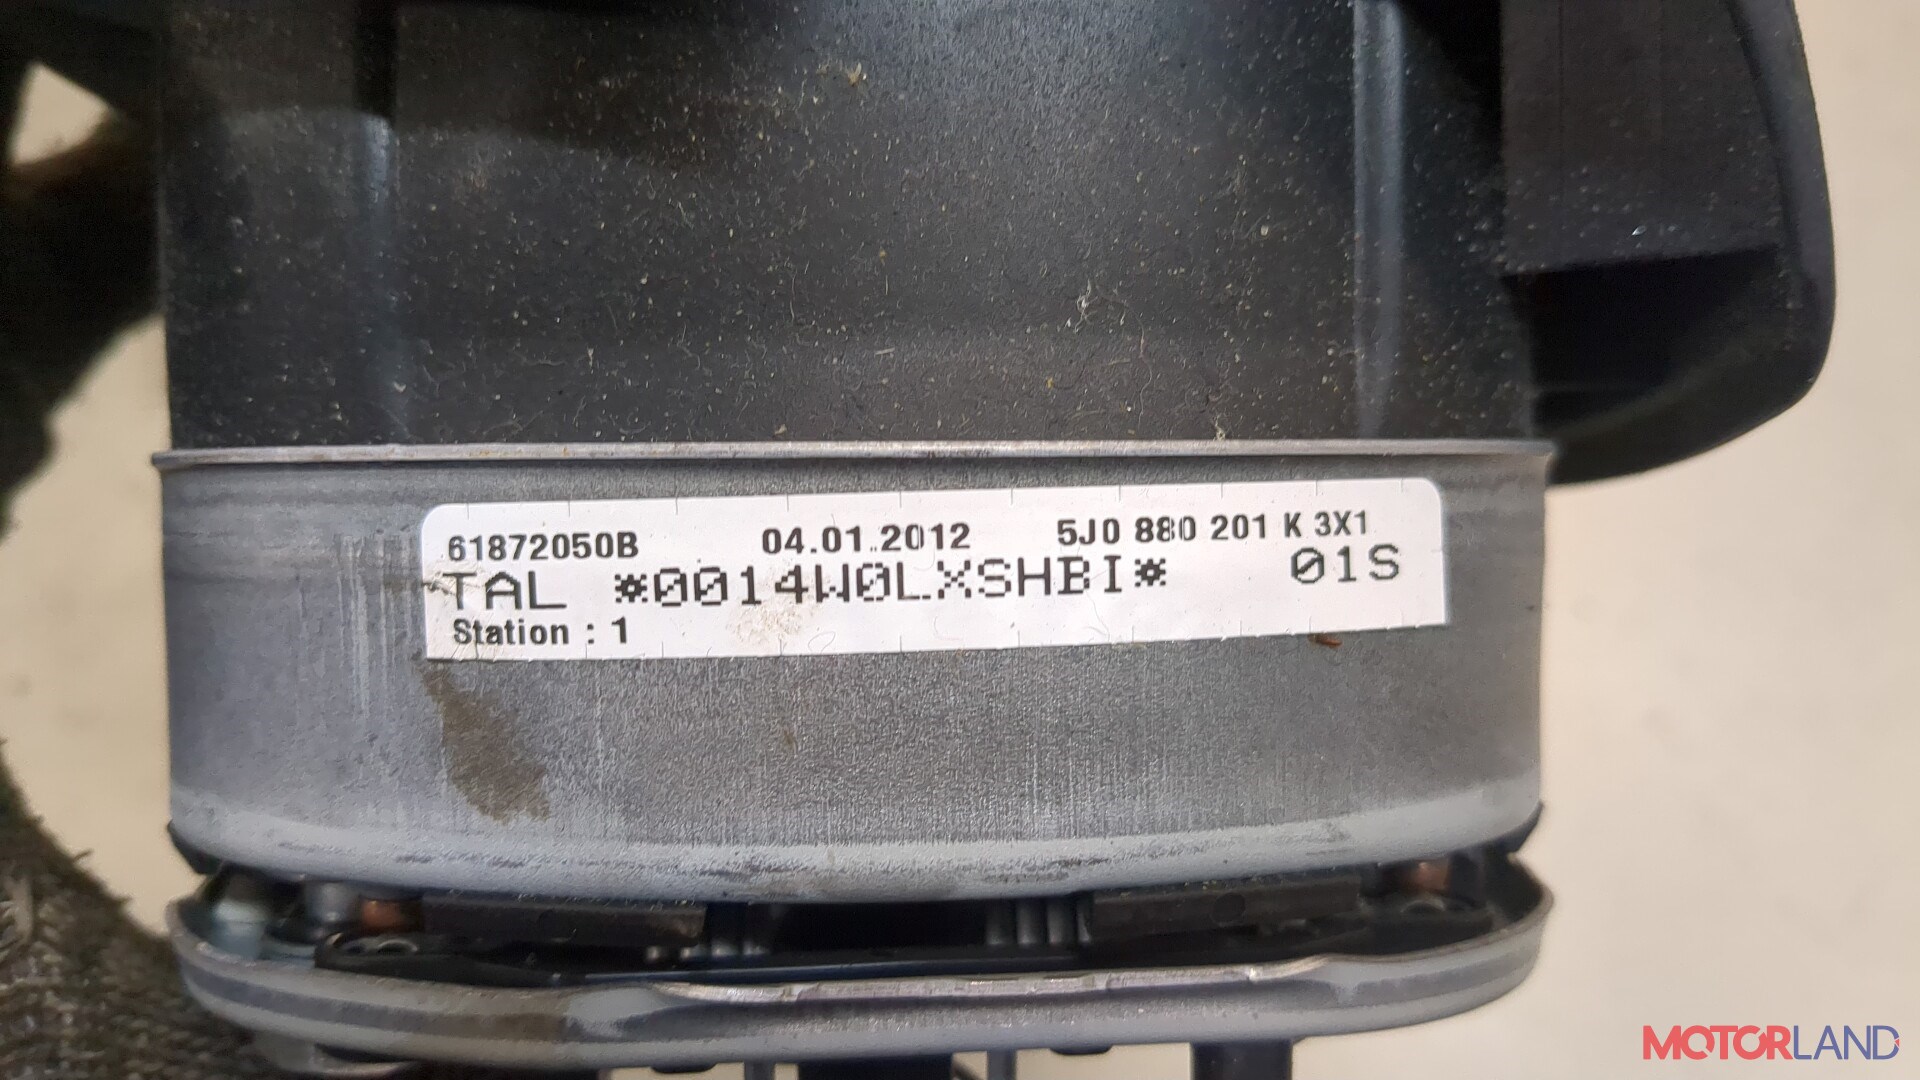 61872050B 04.01.2012 5J0 880 201 K 3X1
TAL *0014W0LXSHBI* 01S
Station : 1
MOTORLAND